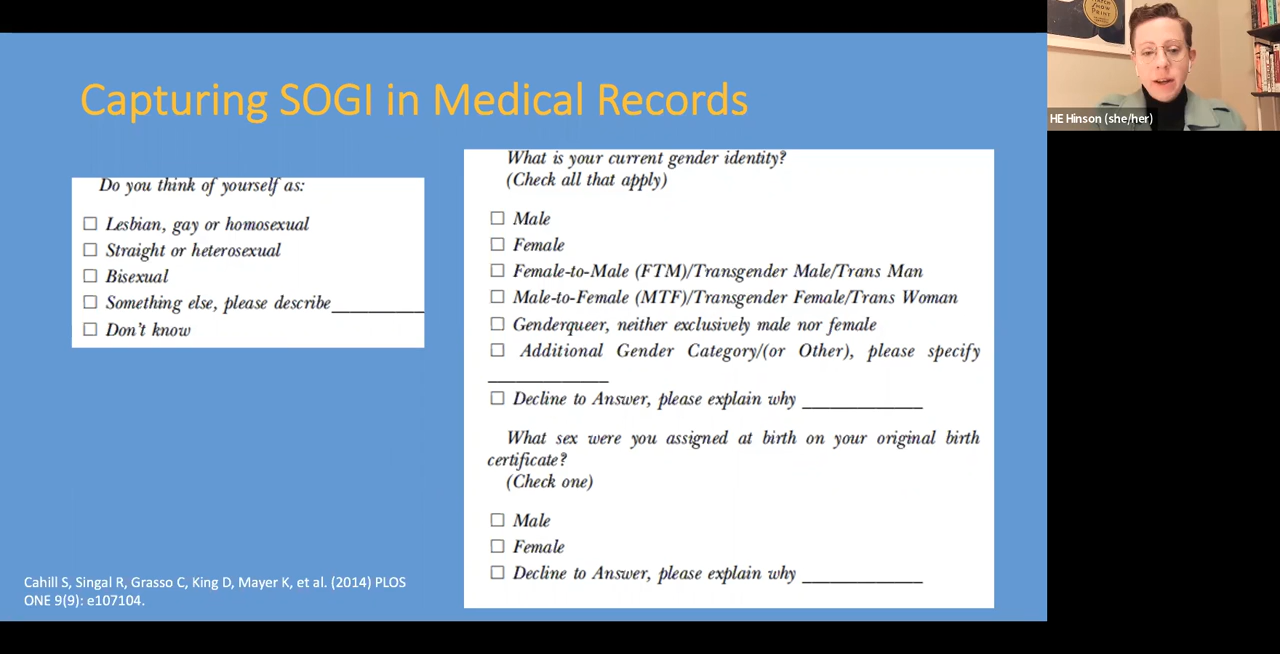 Capturing SOGI in Medical Records
Do you think of yourself as:
☐ Lesbian, gay or homosexual
☐ Straight or heterosexual
☐ Bisexual
☐ Something else, please describe__________
☐ Don't know
What is your current gender identity?
(Check all that apply)
☐ Male
☐ Female
☐ Female-to-Male (FTM)/Transgender Male/Trans Man
☐ Male-to-Female (MTF)/Transgender Female/Trans Woman
☐ Genderqueer, neither exclusively male nor female
☐ Additional Gender Category/(or Other), please specify
_____________
☐ Decline to Answer, please explain why _____________
What sex were you assigned at birth on your original birth
certificate?
(Check one)
☐ Male
☐ Female
☐ Decline to Answer, please explain why _____________
Cahill S, Singal R, Grasso C, King D, Mayer K, et al. (2014) PLOS
ONE 9(9): e107104.
HE Hinson (she/her)
PRINT